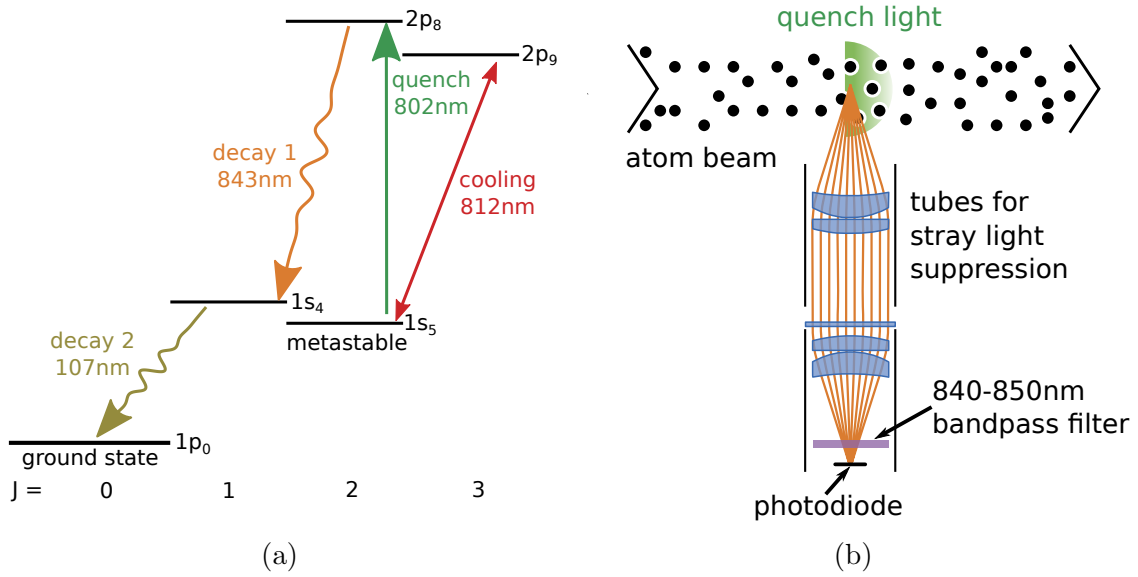 2p8
2p9
quench
802nm
decay 1
843nm
cooling
812nm
1s4
1s5
metastable
decay 2
107nm
1p0
ground state
J = 0 1 2 3
(a)
quench light
atom beam
tubes for
stray light
suppression
840-850nm
bandpass filter
photodiode
(b)